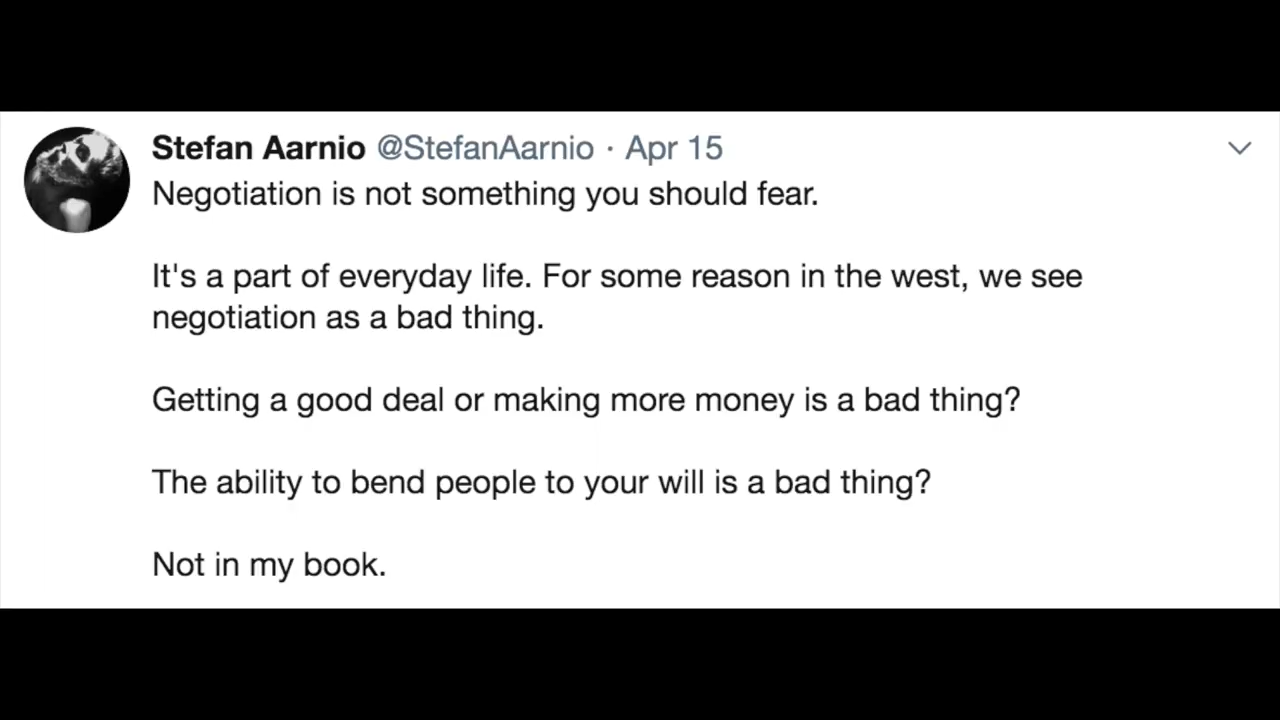 Stefan Aarnio @StefanAarnio · Apr 15
Negotiation is not something you should fear.
It's a part of everyday life. For some reason in the west, we see
negotiation as a bad thing.
Getting a good deal or making more money is a bad thing?
The ability to bend people to your will is a bad thing?
Not in my book.